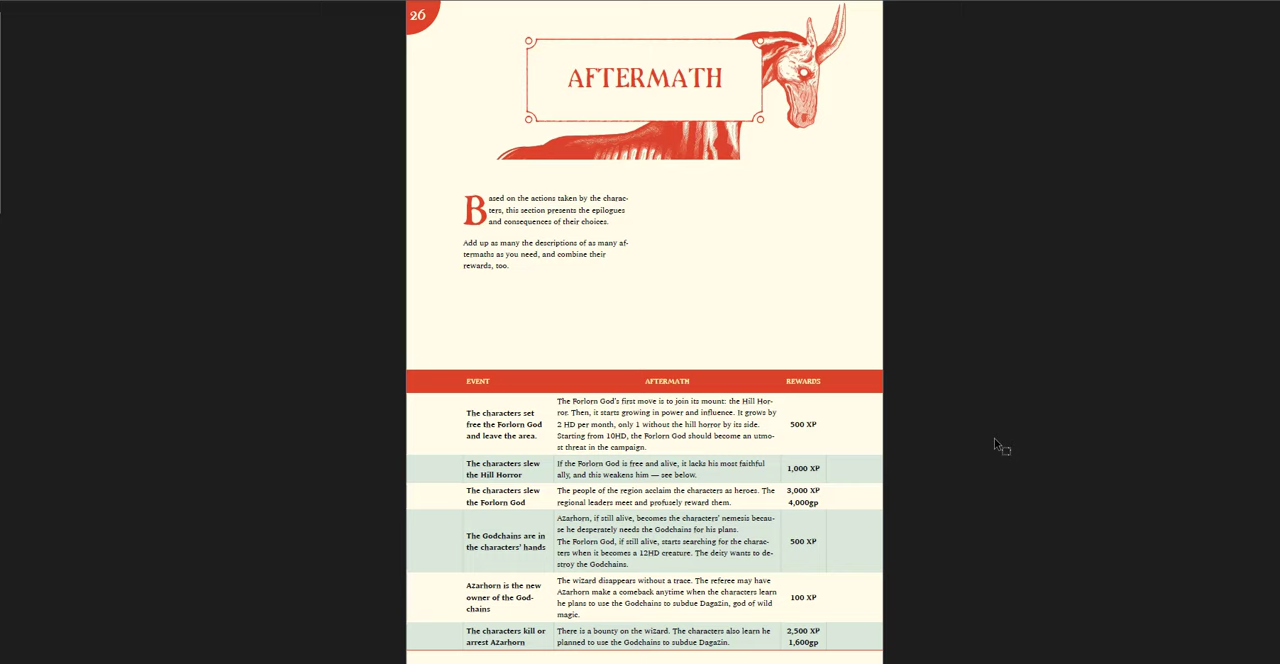 26
AFTERMATH
Based on the actions taken by the charac-
ters, this section presents the epilogues
and consequences of their choices.
Add up as many the descriptions of as many af-
termaths as you need, and combine their
rewards, too.
EVENT AFTERMATH REWARDS
The characters set
free the Forlorn God
and leave the area.
The Forlorn God's first move is to join its mount: the Hill Hor-
ror. Then, it starts growing in power and influence. It grows by
2 HD per month, only 1 without the hill horror by its side.
Starting from 10HD, the Forlorn God should become an utmo-
st threat in the campaign.
500 XP
The characters slew
the Hill Horror
If the Forlorn God is free and alive, it lacks his most faithful
ally, and this weakens him — see below.
1,000 XP
The characters slew
the Forlorn God
The people of the region acclaim the characters as heroes. The
regional leaders meet and profusely reward them.
3,000 XP
4,000gp
The Godchains are in
the characters' hands
Azarhorn, if still alive, becomes the characters' nemesis becau-
se he desperately needs the Godchains for his plans.
The Forlorn God, if still alive, starts searching for the charac-
ters when it becomes a 12HD creature. The deity wants to de-
stroy the Godchains.
500 XP
Azarhorn is the new
owner of the God-
chains
The wizard disappears without a trace. The referee may have
Azarhorn make a comeback anytime when the characters learn
he plans to use the Godchains to subdue Dagazin, god of wild
magic.
100 XP
The characters kill or
arrest Azarhorn
There is a bounty on the wizard. The characters also learn he
planned to use the Godchains to subdue Dagazin.
2,500 XP
1,600gp